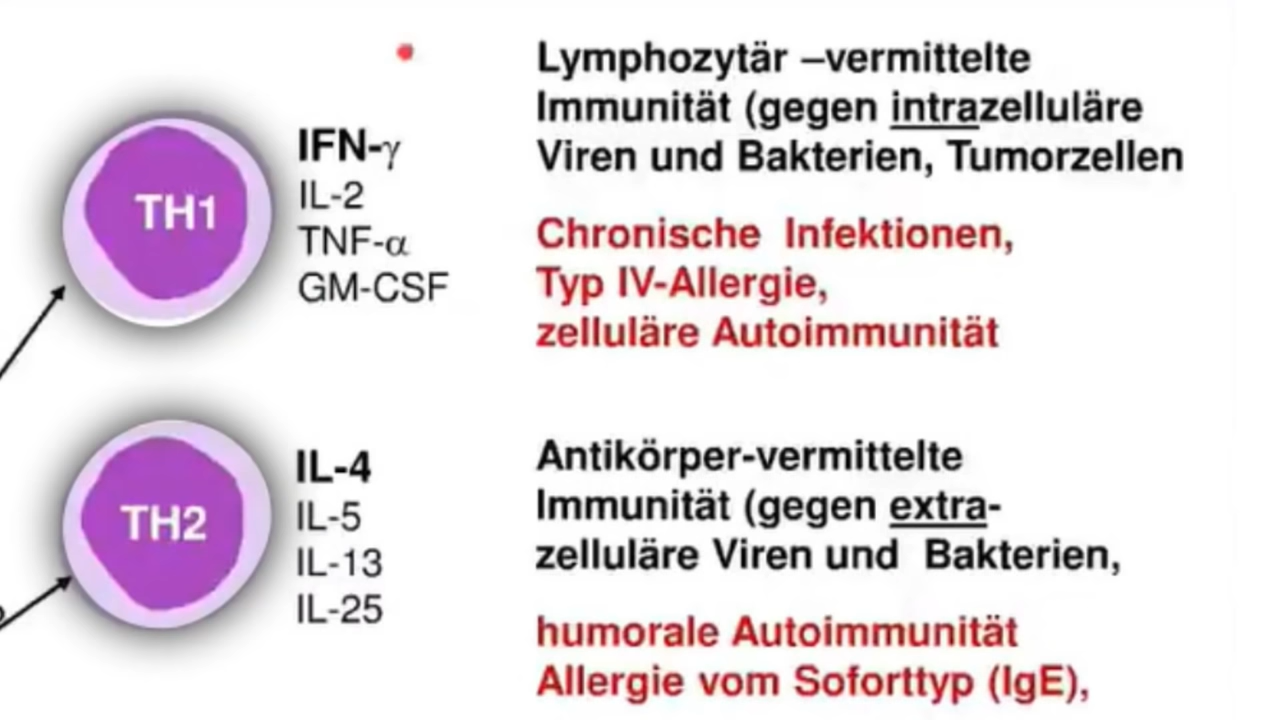 TH1
IFN-γ
IL-2
TNF-α
GM-CSF
Lymphozytär –vermittelte
Immunität (gegen intrazelluläre
Viren und Bakterien, Tumorzellen
Chronische Infektionen,
Typ IV-Allergie,
zelluläre Autoimmunität
TH2
IL-4
IL-5
IL-13
IL-25
Antikörper-vermittelte
Immunität (gegen extra-
zelluläre Viren und Bakterien,
humorale Autoimmunität
Allergie vom Soforttyp (IgE),